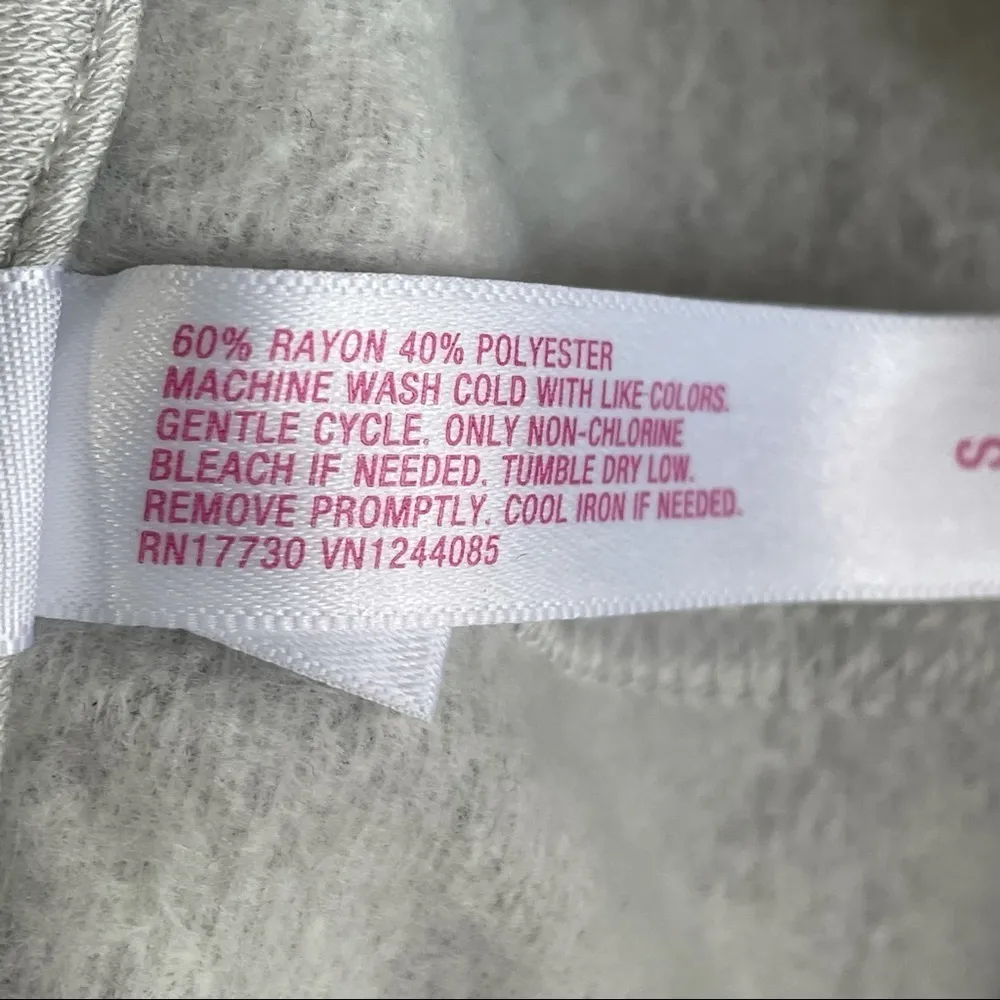 60% RAYON 40% POLYESTER
MACHINE WASH COLD WITH LIKE COLORS.
GENTLE CYCLE. ONLY NON-CHLORINE
BLEACH IF NEEDED. TUMBLE DRY LOW.
REMOVE PROMPTLY. COOL IRON IF NEEDED.
RN17730 VN1244085
S